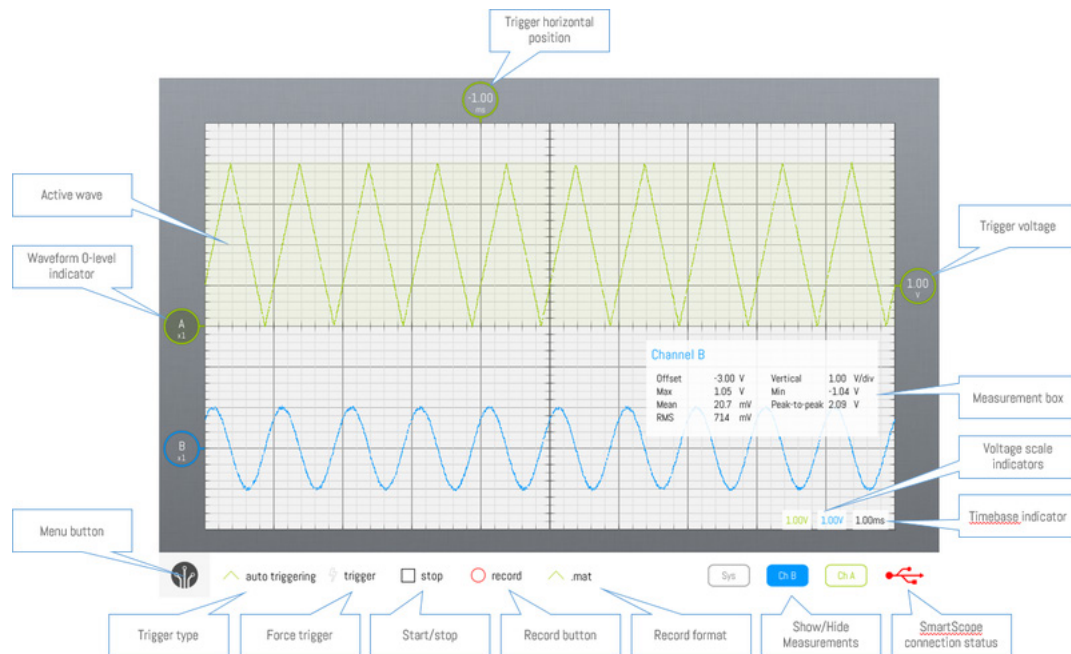 Trigger horizontal
position
-1.00
ms
Active wave
Trigger voltage
Waveform 0-level
indicator
1.00
V
A
x1
Channel B
Offset -3.00 V Vertical 1.00 V/div
Max 1.05 V Min -1.04 V
Mean 20.7 mV Peak-to-peak 2.09 V
RMS 714 mV
Measurement box
B
x1
Voltage scale
indicators
1.00V 1.00V 1.00ms
Timebase indicator
Menu button
auto triggering trigger stop record .mat Sys Ch B Ch A
Trigger type
Force trigger
Start/stop
Record button
Record format
Show/Hide
Measurements
SmartScope
connection status